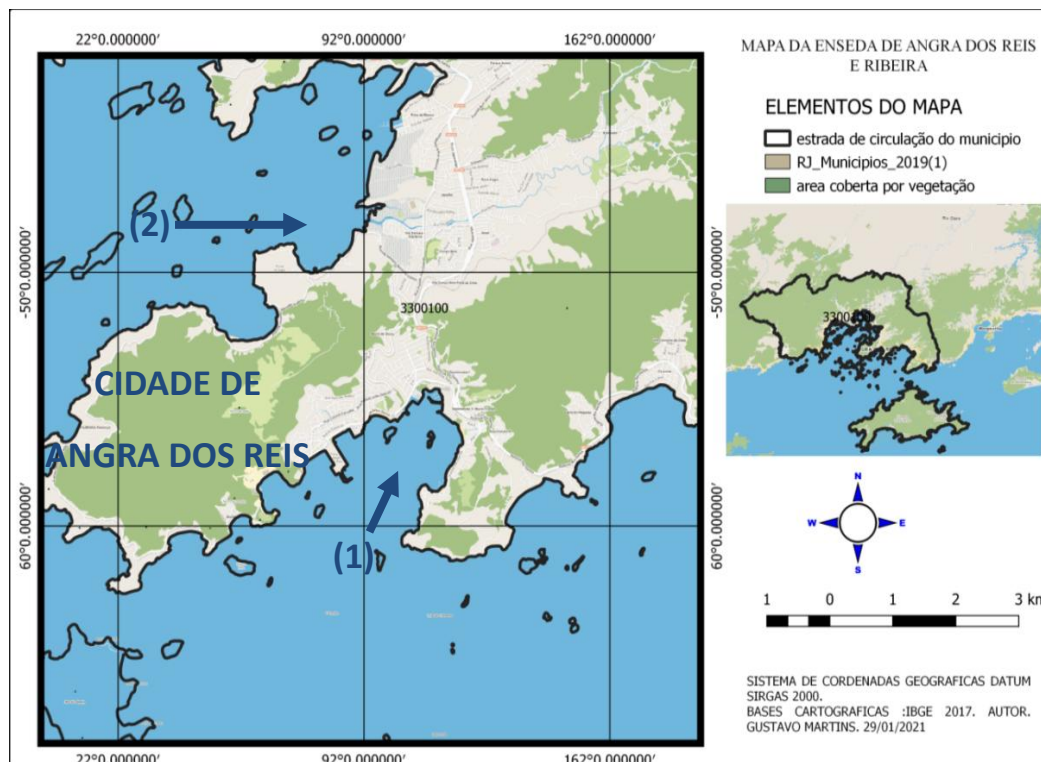 22°0.000000′ 92°0.000000′ 162°0.000000′
MAPA DA ENSEDA DE ANGRA DOS REIS
E RIBEIRA
ELEMENTOS DO MAPA
estrada de circulação do municipio
RJ_Municipios_2019(1)
area coberta por vegetação
(2)
-50°0.000000′
-50°0.000000′
3300100
3300100
CIDADE DE
ANGRA DOS REIS
(1)
60°0.000000′
60°0.000000′
N
W E
S
1 0 1 2 3 km
SISTEMA DE CORDENADAS GEOGRAFICAS DATUM
SIRGAS 2000.
BASES CARTOGRAFICAS :IBGE 2017. AUTOR.
GUSTAVO MARTINS. 29/01/2021
22°0.000000′ 92°0.000000′ 162°0.000000′